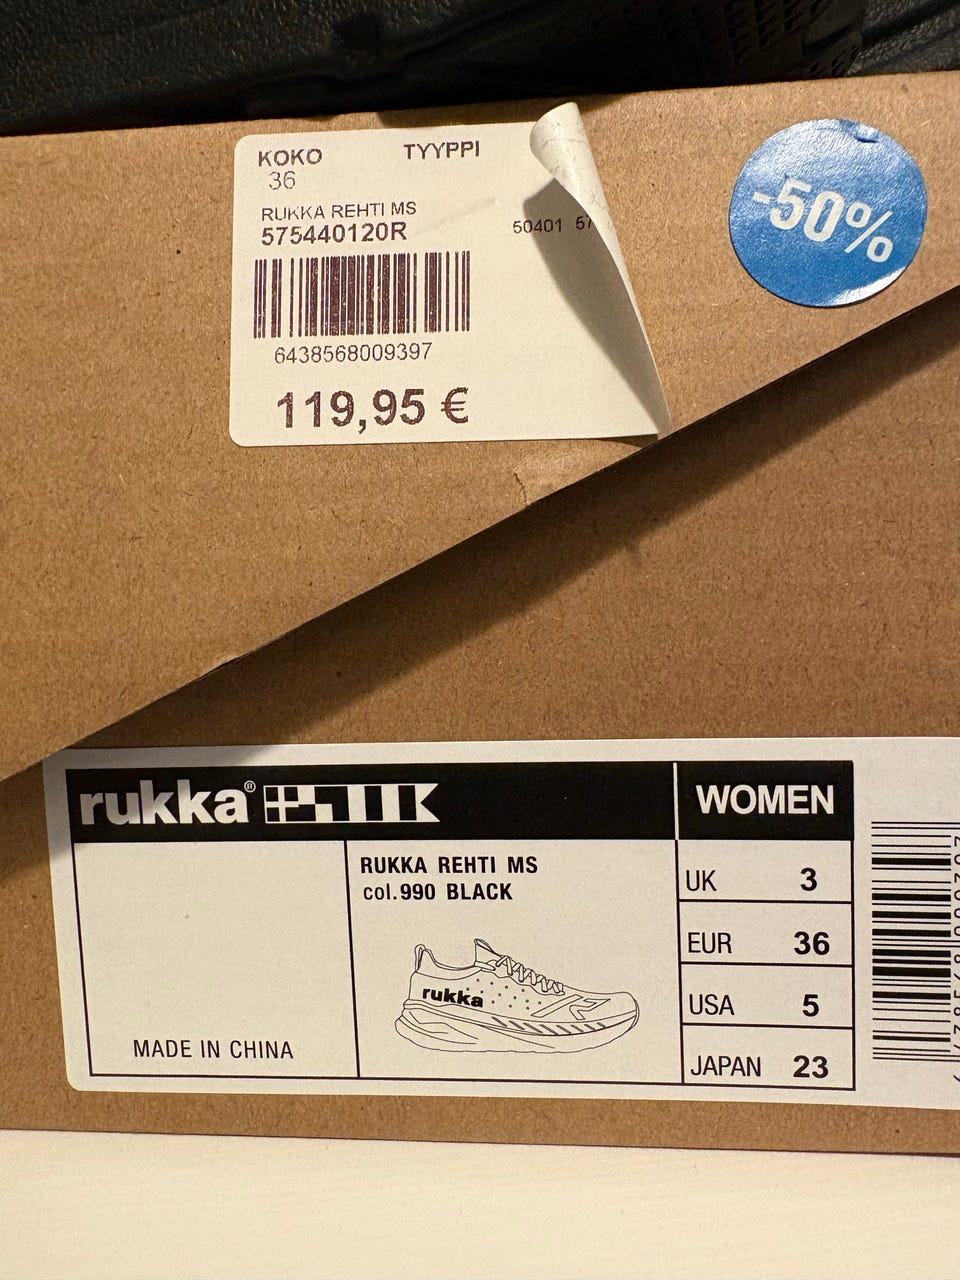 KOKO TYYPPI
36
RUKKA REHTI MS
575440120R 50401 57
6438568009397
119,95 €
-50%
rukka® WOMEN
RUKKA REHTI MS
col.990 BLACK
UK 3
EUR 36
USA 5
JAPAN 23
rukka
MADE IN CHINA